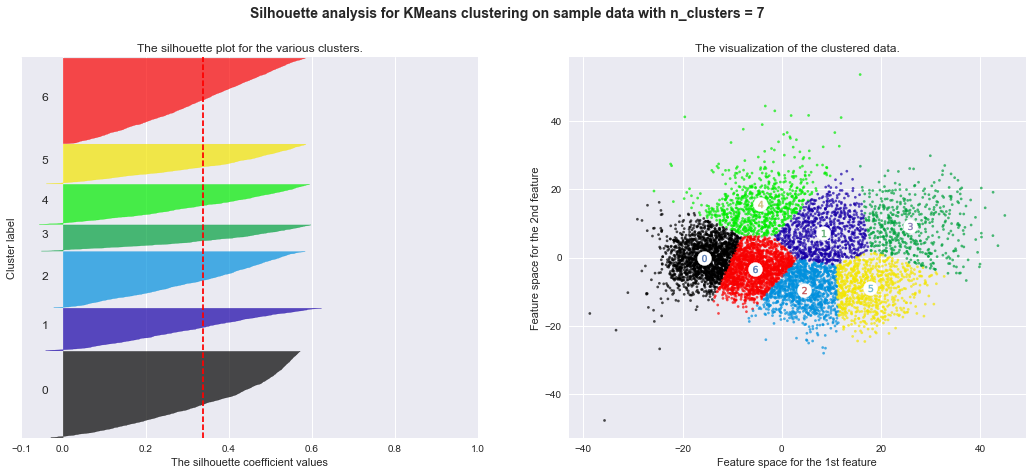 Silhouette analysis for KMeans clustering on sample data with n_clusters = 7
The silhouette plot for the various clusters.
Cluster label
6
5
4
3
2
1
0
−0.1 0.0 0.2 0.4 0.6 0.8 1.0
The silhouette coefficient values
The visualization of the clustered data.
Feature space for the 2nd feature
40
20
0
−20
−40
4
1
3
0
6
2
5
−40 −20 0 20 40
Feature space for the 1st feature